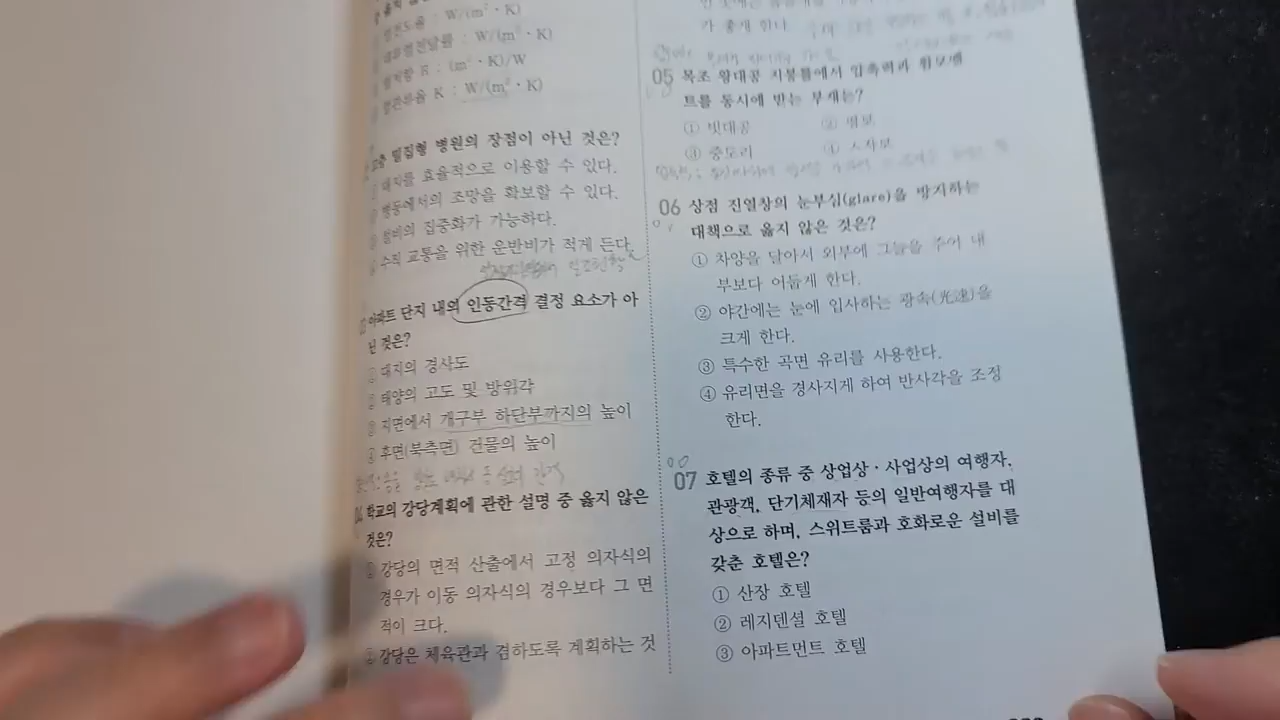 W/(m²·K)
W/(m²·K)
K : (m²·K)/W
K : W/(m²·K)
밀집형 병원의 장점이 아닌 것은?
대지를 효율적으로 이용할 수 있다.
병동에서의 조망을 확보할 수 있다.
설비의 집중화가 가능하다.
수직 교통을 위한 운반비가 적게 든다.
아파트 단지 내의 인동간격 결정 요소가 아
닌 것은?
대지의 경사도
태양의 고도 및 방위각
지면에서 개구부 하단부까지의 높이
후면(북측면) 건물의 높이
학교의 강당계획에 관한 설명 중 옳지 않은
것은?
강당의 면적 산출에서 고정 의자식의
경우가 이동 의자식의 경우보다 그 면
적이 크다.
강당은 체육관과 겸하도록 계획하는 것
가 좋게 한다
05 목조 왕대공 지붕틀에서 압축력과 휨모멘
트를 동시에 받는 부재는?
① 빗대공
② 평보
③ 중도리
④ ㅅ자보
06 상점 진열창의 눈부심(glare)을 방지하는
대책으로 옳지 않은 것은?
① 차양을 달아서 외부에 그늘을 주어 내
부보다 어둡게 한다.
② 야간에는 눈에 입사하는 광속(光速)을
크게 한다.
③ 특수한 곡면 유리를 사용한다.
④ 유리면을 경사지게 하여 반사각을 조정
한다.
07 호텔의 종류 중 상업상·사업상의 여행자,
관광객, 단기체재자 등의 일반여행자를 대
상으로 하며, 스위트룸과 호화로운 설비를
갖춘 호텔은?
① 산장 호텔
② 레지덴셜 호텔
③ 아파트먼트 호텔